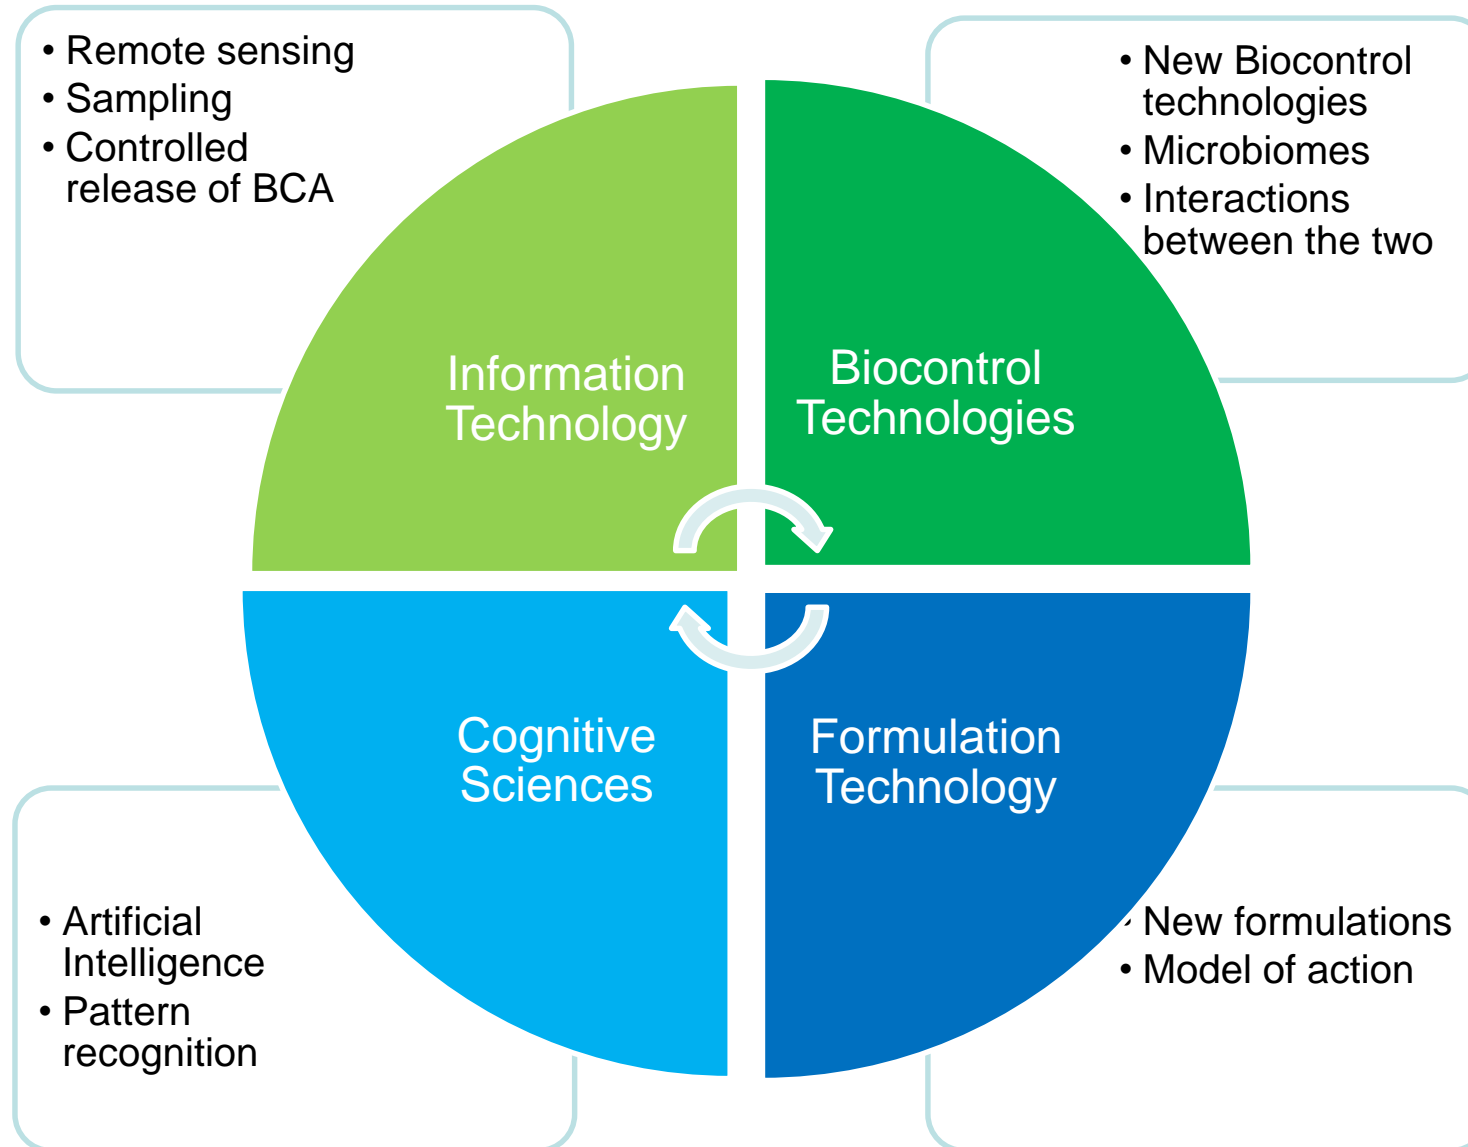 • Remote sensing
• Sampling
• Controlled
release of BCA
• New Biocontrol
technologies
• Microbiomes
• Interactions
between the two
Information
Technology
Biocontrol
Technologies
Cognitive
Sciences
Formulation
Technology
• Artificial
Intelligence
• Pattern
recognition
• New formulations
• Model of action